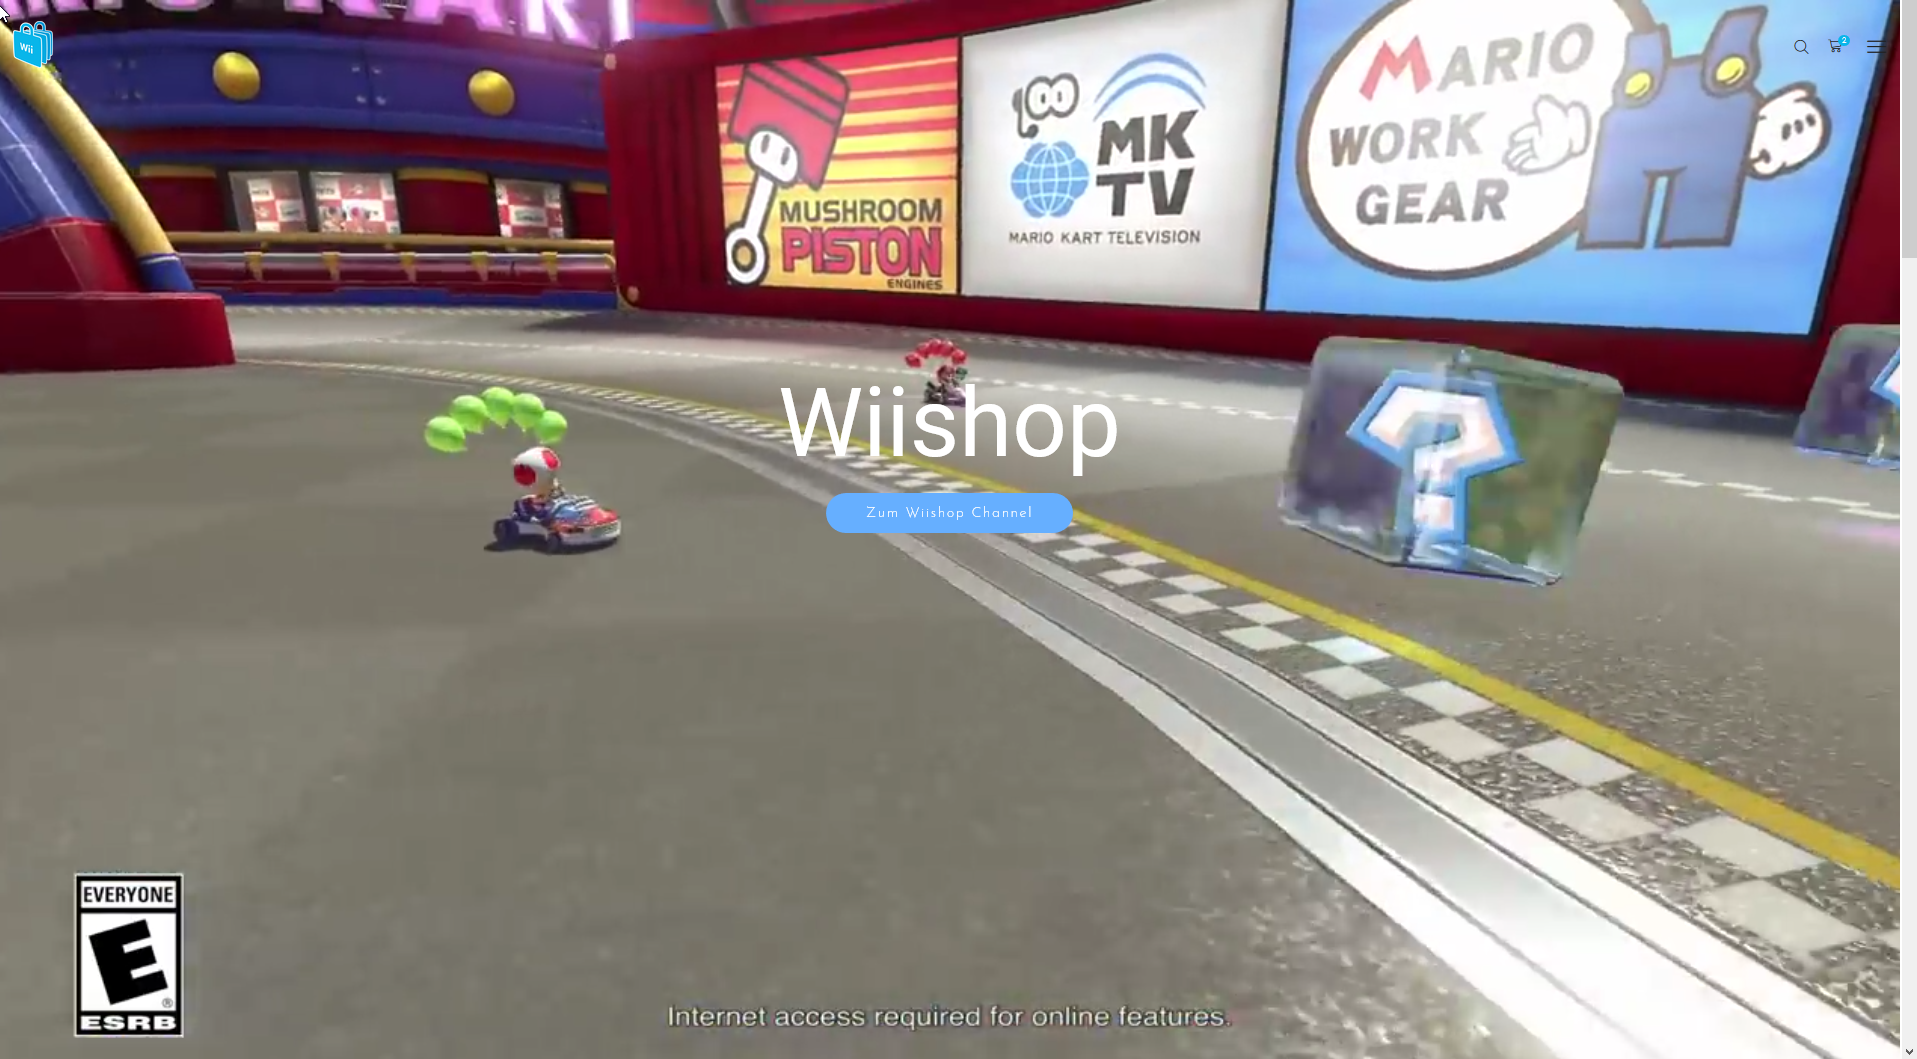 Wii
2
MUSHROOM
PISTON
ENGINES
MK
TV
MARIO KART TELEVISION
MARIO
WORK
GEAR
Wiishop
Zum Wiishop Channel
EVERYONE
E
®
ESRB
Internet access required for online features.